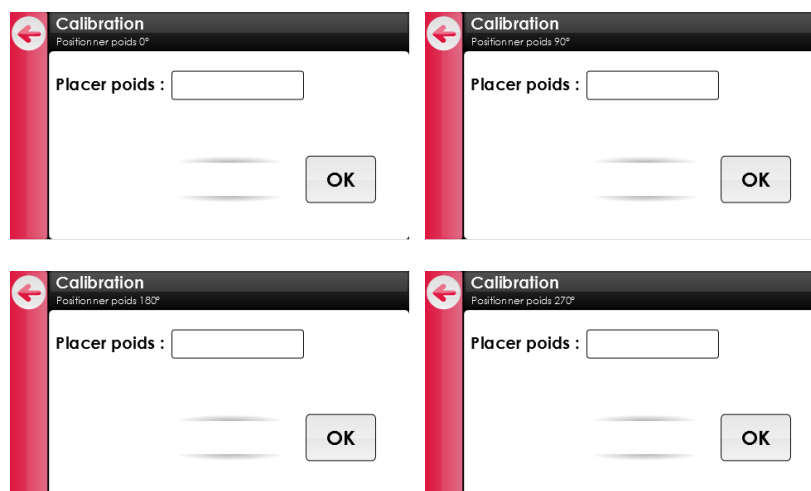 Calibration
Positionner poids 0°
Placer poids :
OK
Calibration
Positionner poids 90°
Placer poids :
OK
Calibration
Positionner poids 180°
Placer poids :
OK
Calibration
Positionner poids 270°
Placer poids :
OK